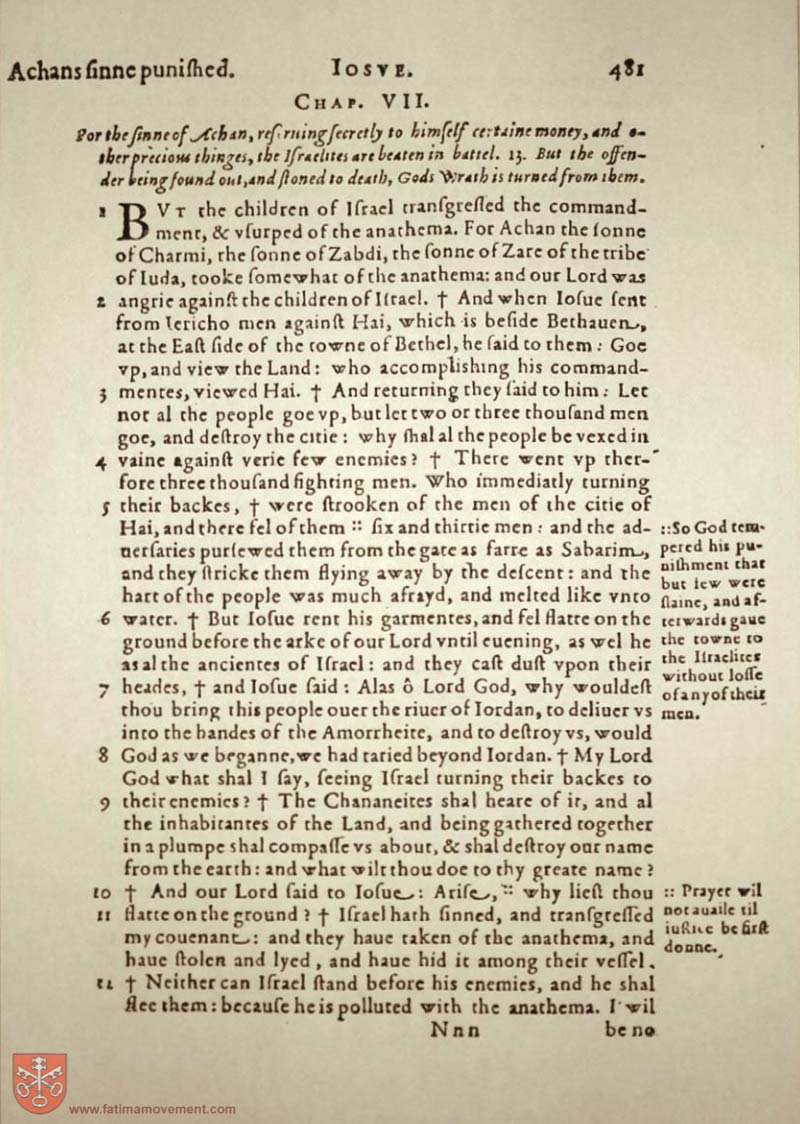 Achans ſinne puniſhed. IOSVE. 481
CHAP. VII.
For the ſinne of Achan, reſeruing ſecretly to himſelf certaine money, and o-
ther precious thinges, the Iſraelites are beaten in battel. 13. But the offen-
der being found out, and ſtoned to death, Gods Wrath is turned from them.
1 BVT the children of Iſrael tranſgreſſed the command-
ment, & vſurped of the anathema. For Achan the ſonne
of Charmi, the ſonne of Zabdi, the ſonne of Zare of the tribe
of Iuda, tooke ſomewhat of the anathema: and our Lord was
2 angrie againſt the children of Iſrael. † And when Ioſue ſent
from Iericho men againſt Hai, which is beſide Bethauen,
at the Eaſt ſide of the towne of Bethel, he ſaid to them: Goe
vp, and view the Land: who accompliſhing his command-
3 mentes, viewed Hai. † And returning they ſaid to him: Let
not al the people goe vp, but let two or three thouſand men
goe, and deſtroy the citie: why ſhal al the people be vexed in
4 vaine againſt verie few enemies? † There went vp ther-
fore three thouſand fighting men. Who immediatly turning
5 their backes, † were ſtrooken of the men of the citie of
Hai, and there fel of them :: ſix and thirtie men: and the ad-
uerſaries purſewed them from the gate as farre as Sabarim,
and they ſtricke them flying away by the deſcent: and the
hart of the people was much afrayd, and melted like vnto
6 water. † But Ioſue rent his garmentes, and fel flatte on the
ground before the arke of our Lord vntil euening, as wel he
as al the ancientes of Iſrael: and they caſt duſt vpon their
7 heades, † and Ioſue ſaid: Alas ô Lord God, why wouldeſt
thou bring this people ouer the riuer of Iordan, to deliuer vs
into the handes of the Amorrheite, and to deſtroy vs, would
8 God as we beganne, we had taried beyond Iordan. † My Lord
God what shal I ſay, ſeeing Iſrael turning their backes to
9 their enemies? † The Chananeites shal heare of it, and al
the inhabitantes of the Land, and being gathered together
in a plumpe shal compaſſe vs about, & shal deſtroy our name
from the earth: and what wilt thou doe to thy greate name?
10 † And our Lord ſaid to Ioſue: Ariſe, :: why lieſt thou
11 flatte on the ground? † Iſrael hath ſinned, and tranſgreſſed
my couenant: and they haue taken of the anathema, and
haue ſtolen and lyed, and haue hid it among their veſſel.
12 † Neither can Iſrael ſtand before his enemies, and he shal
flee them: becauſe he is polluted with the anathema. I wil
Nnn be no
::So God tem-
pered his pu-
niſhment that
but few were
ſlaine, and af-
terwards gaue
the towne to
the Iſraelites
without loſſe
of any of their
men.
:: Prayer wil
not auaile til
iuſtice be firſt
donne.
www.fatimamovement.com